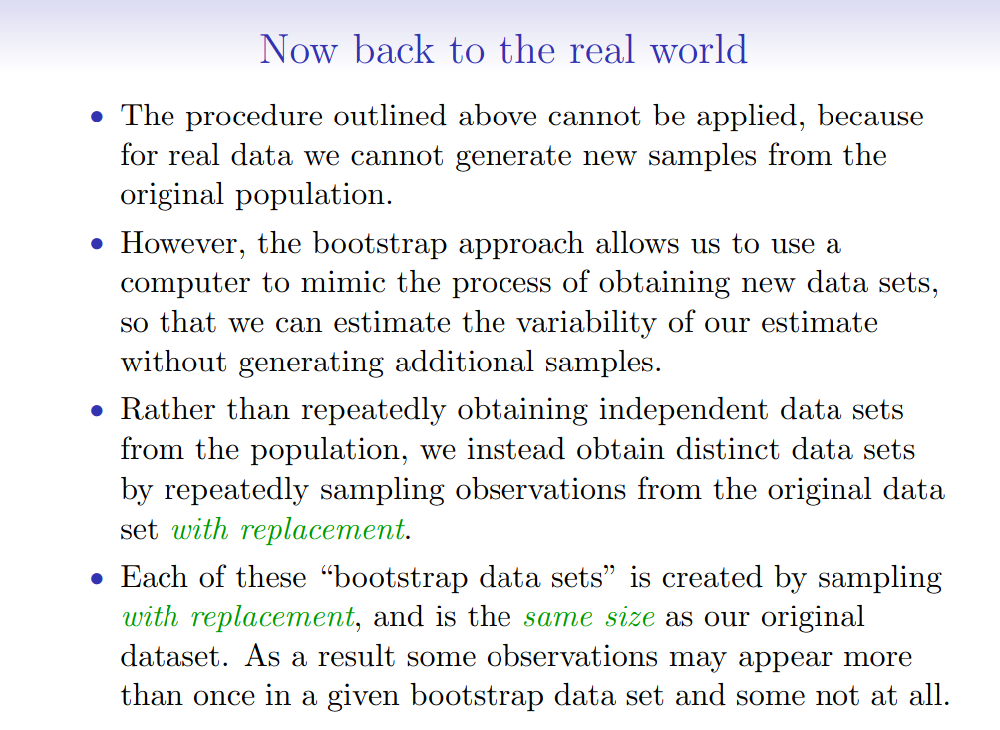 Now back to the real world
• The procedure outlined above cannot be applied, because
for real data we cannot generate new samples from the
original population.
• However, the bootstrap approach allows us to use a
computer to mimic the process of obtaining new data sets,
so that we can estimate the variability of our estimate
without generating additional samples.
• Rather than repeatedly obtaining independent data sets
from the population, we instead obtain distinct data sets
by repeatedly sampling observations from the original data
set with replacement.
• Each of these “bootstrap data sets” is created by sampling
with replacement, and is the same size as our original
dataset. As a result some observations may appear more
than once in a given bootstrap data set and some not at all.